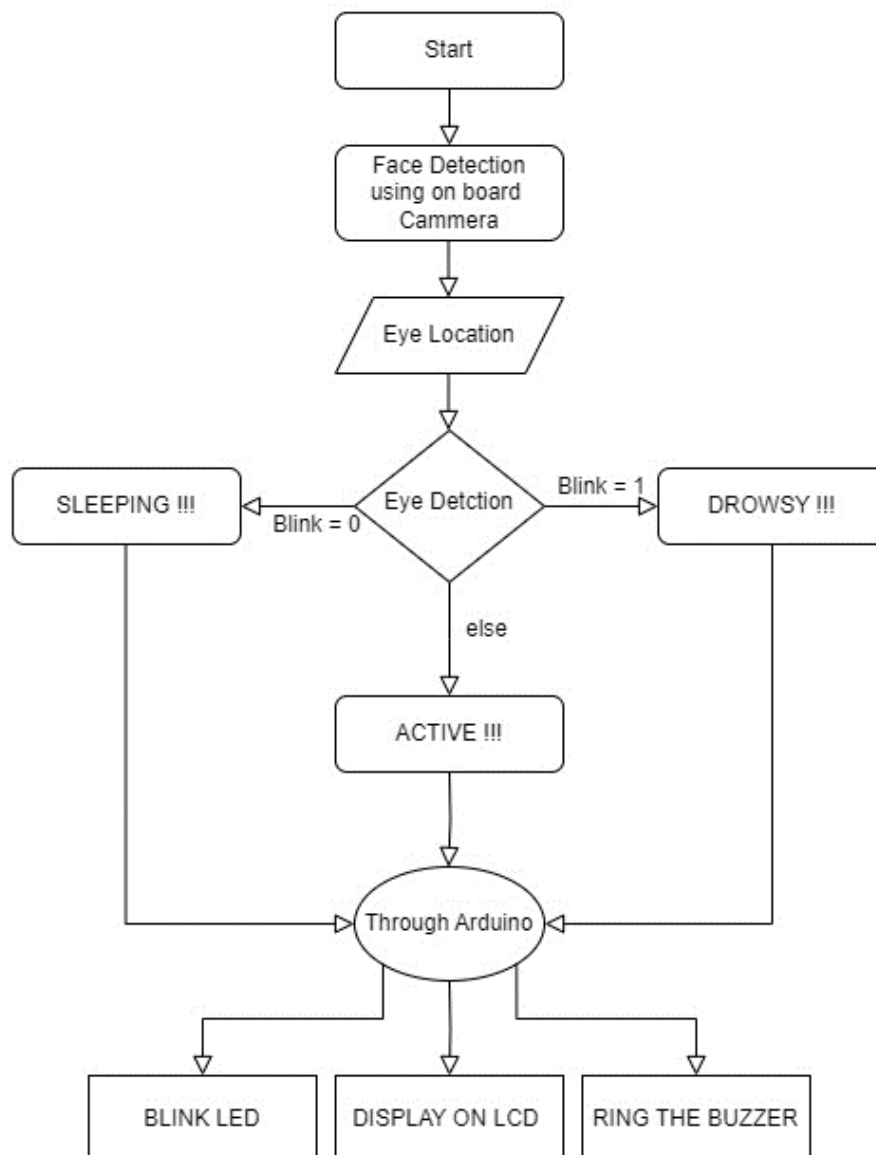 Start
Face Detection
using on board
Cammera
Eye Location
SLEEPING !!!
Blink = 0
Eye Detction
Blink = 1
DROWSY !!!
else
ACTIVE !!!
Through Arduino
BLINK LED
DISPLAY ON LCD
RING THE BUZZER